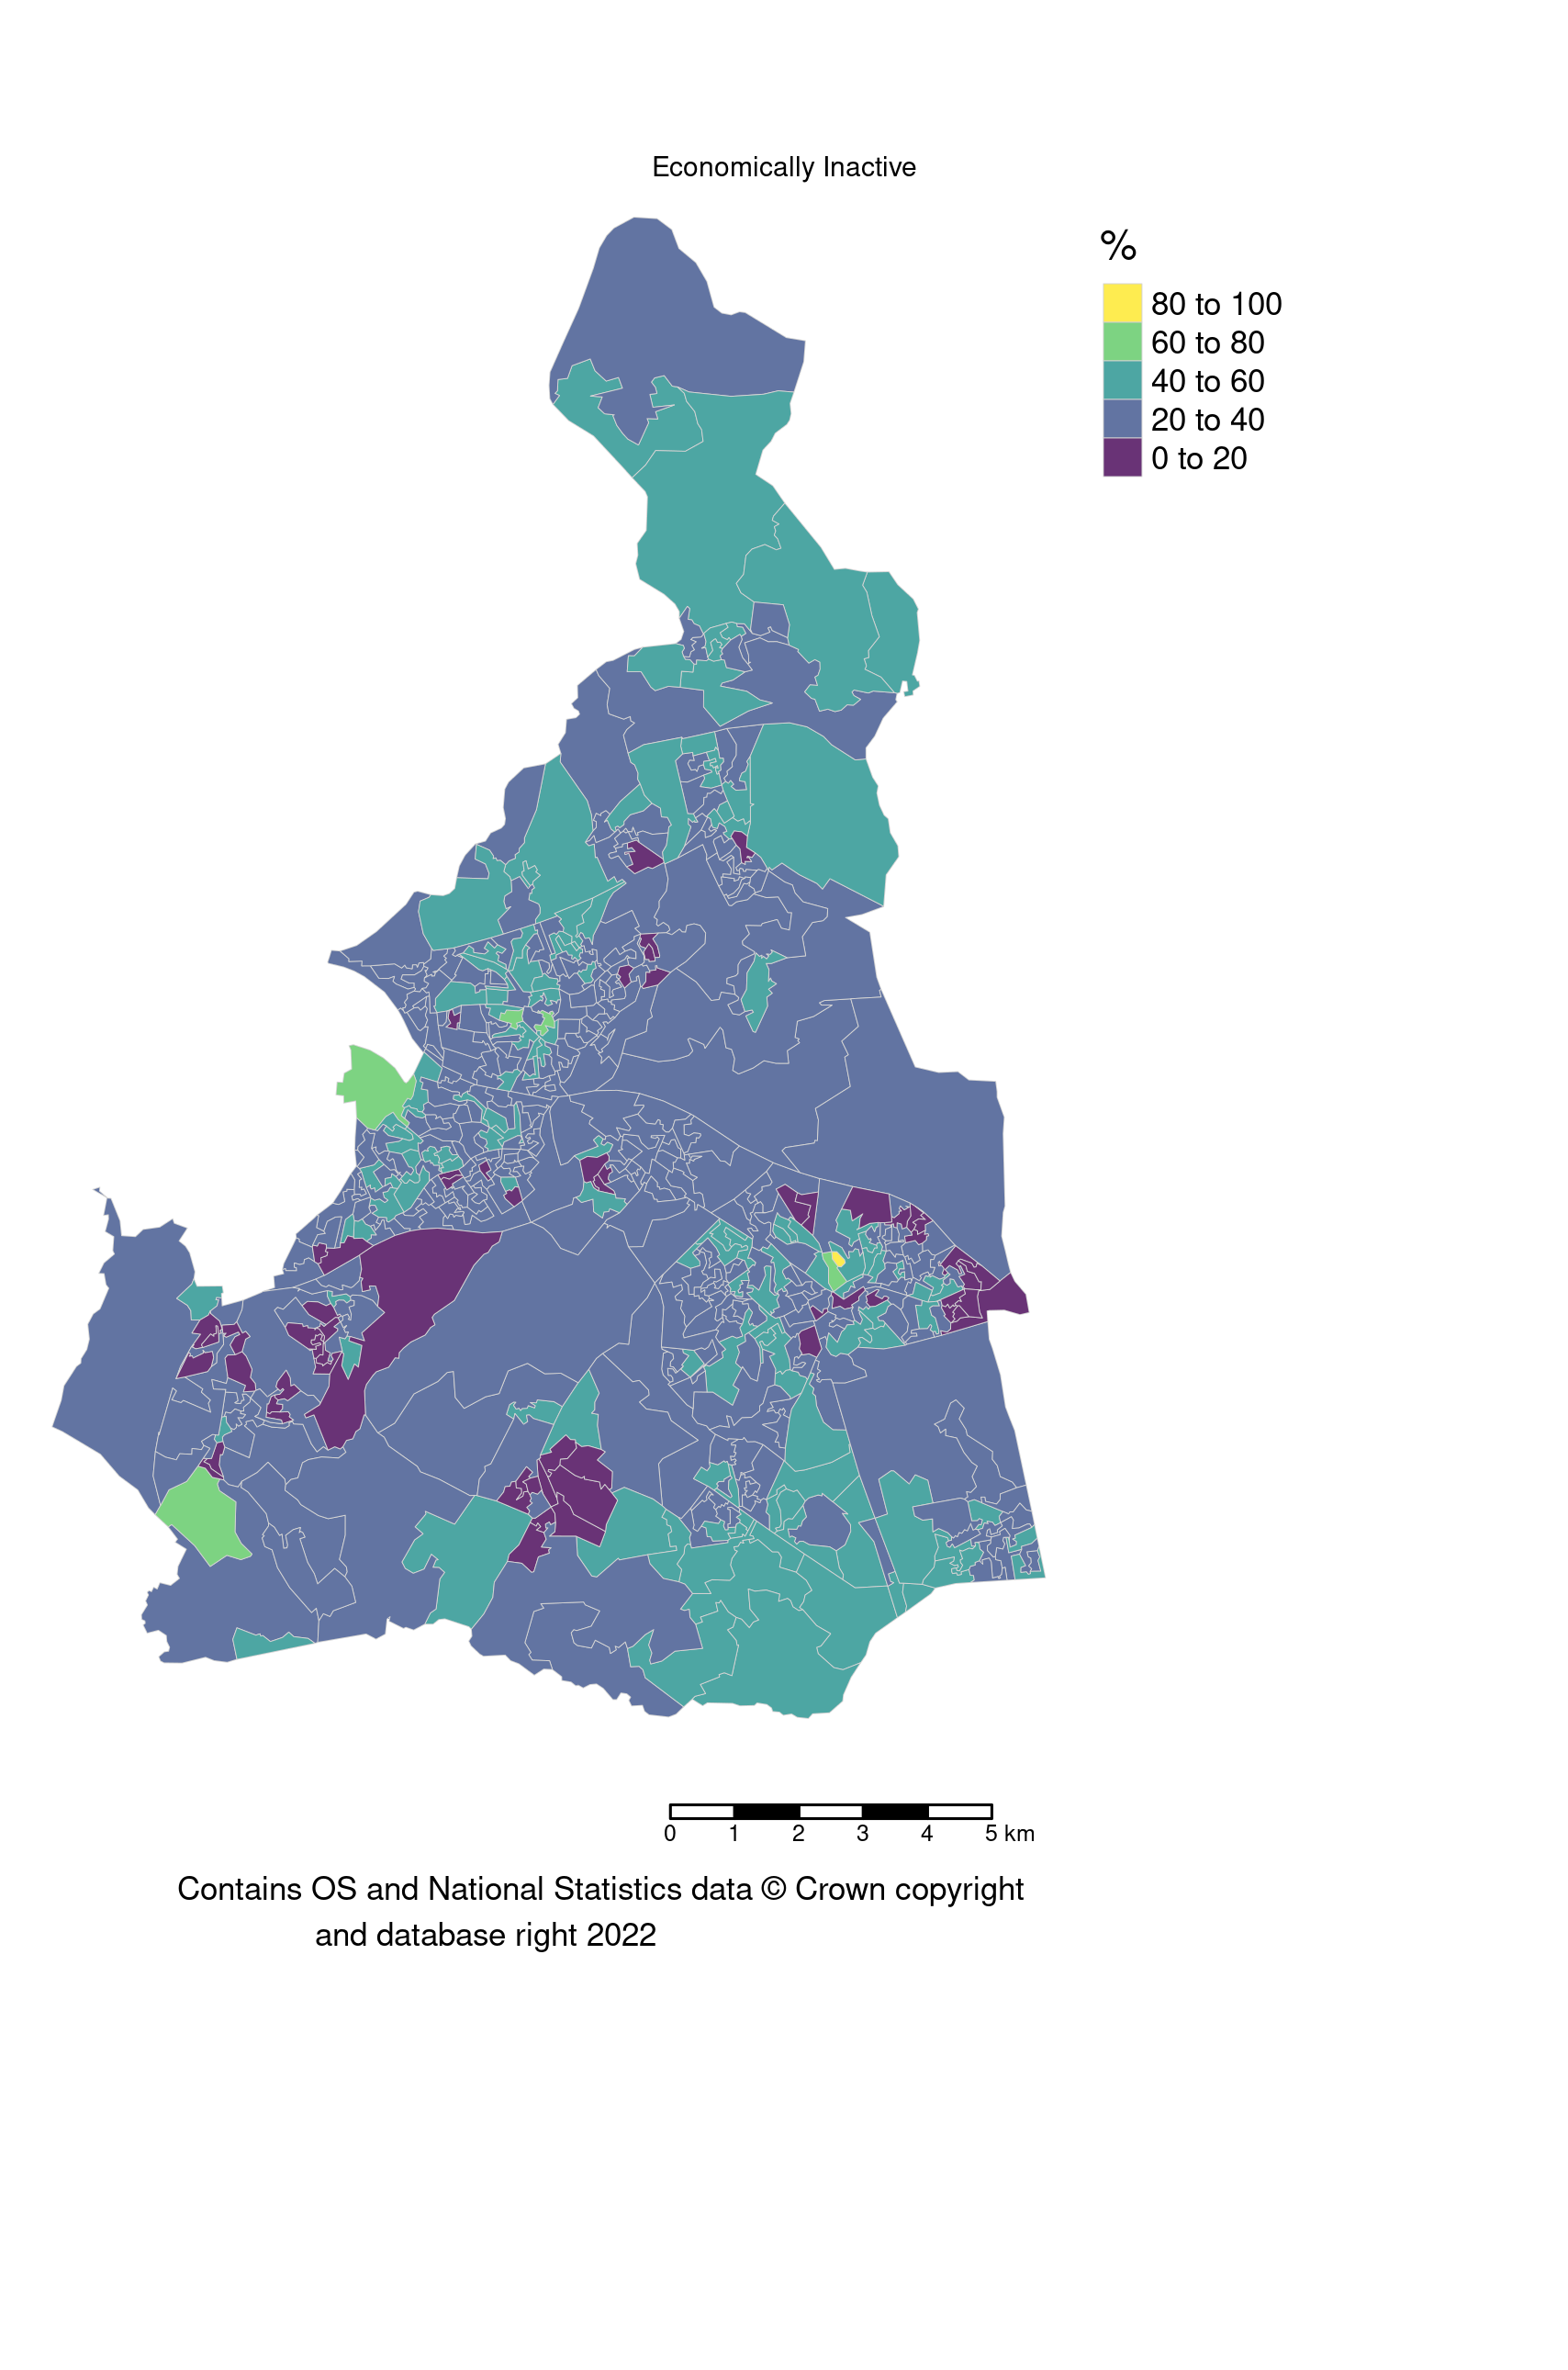 Economically Inactive
%
80 to 100
60 to 80
40 to 60
20 to 40
0 to 20
0 1 2 3 4 5 km
Contains OS and National Statistics data © Crown copyright
and database right 2022